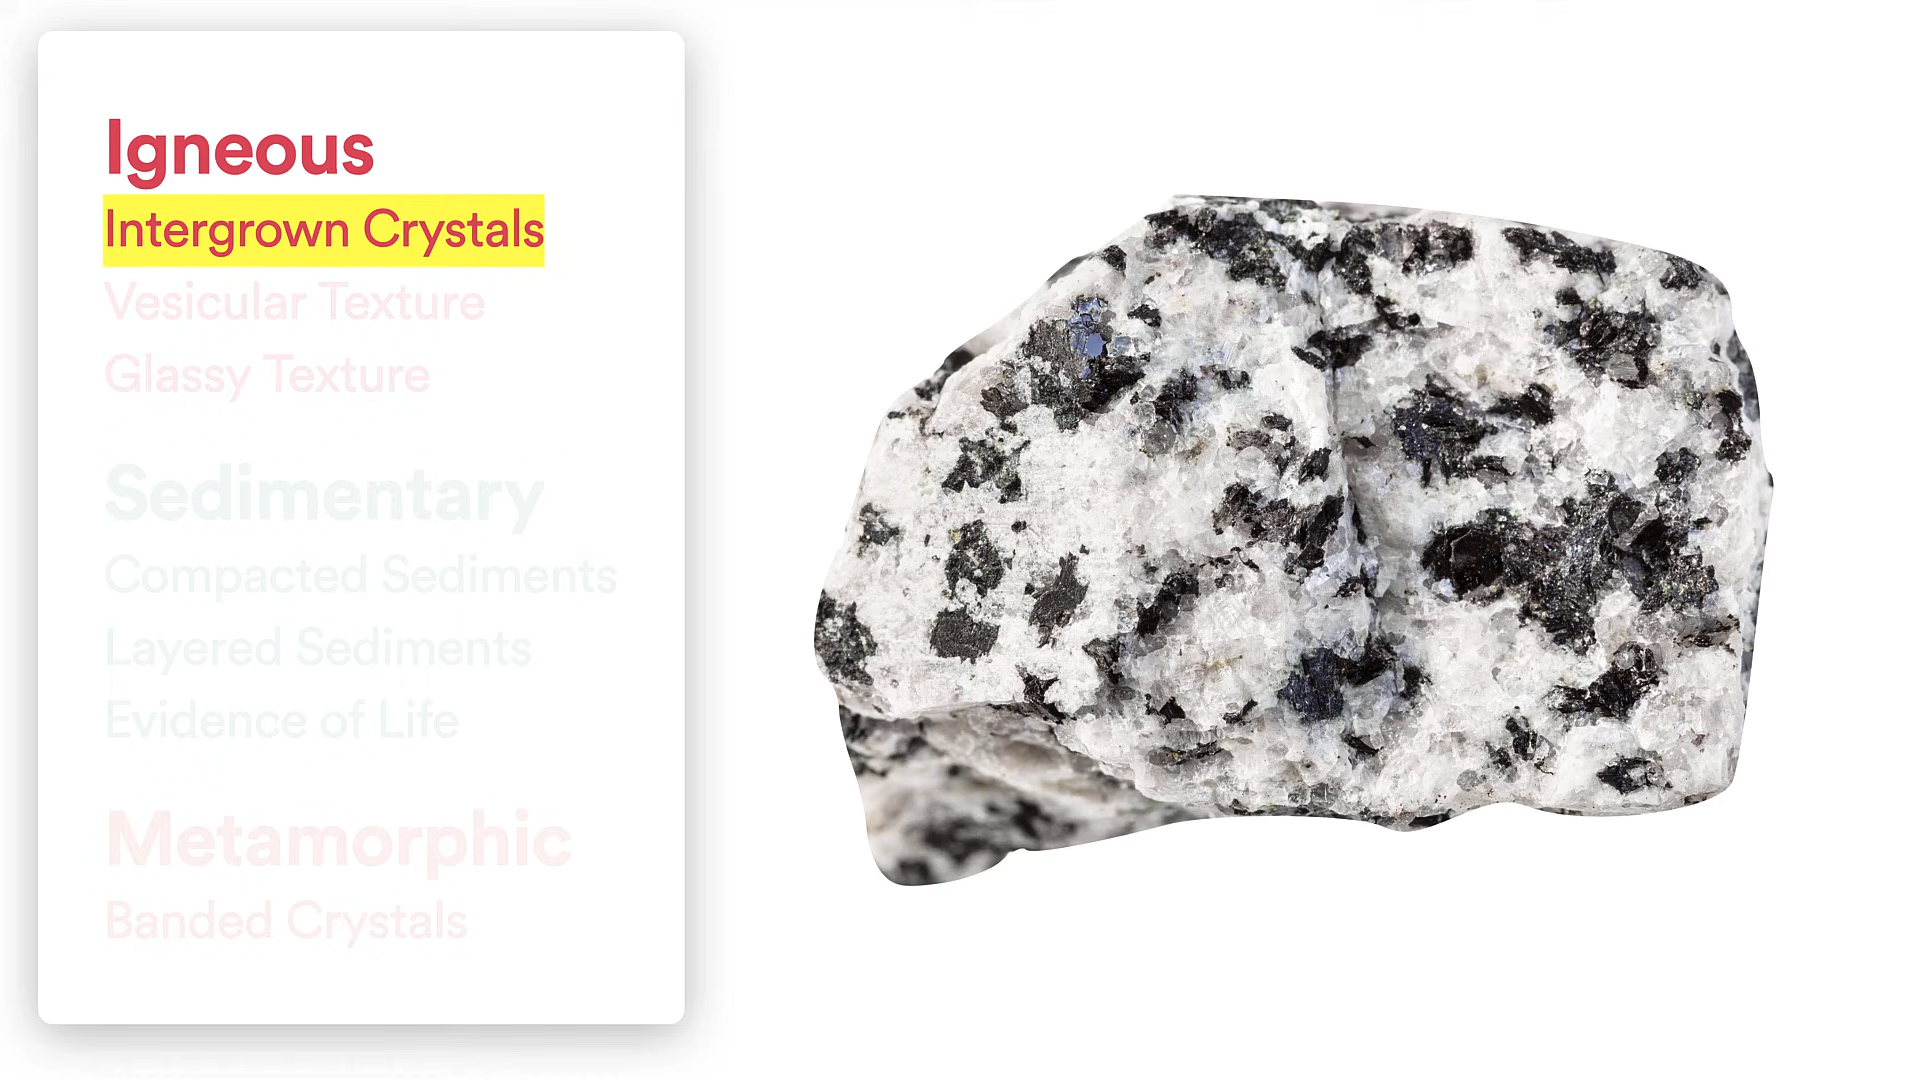 Igneous
Intergrown Crystals
Vesicular Texture
Glassy Texture
Sedimentary
Compacted Sediments
Layered Sediments
Evidence of Life
Metamorphic
Banded Crystals